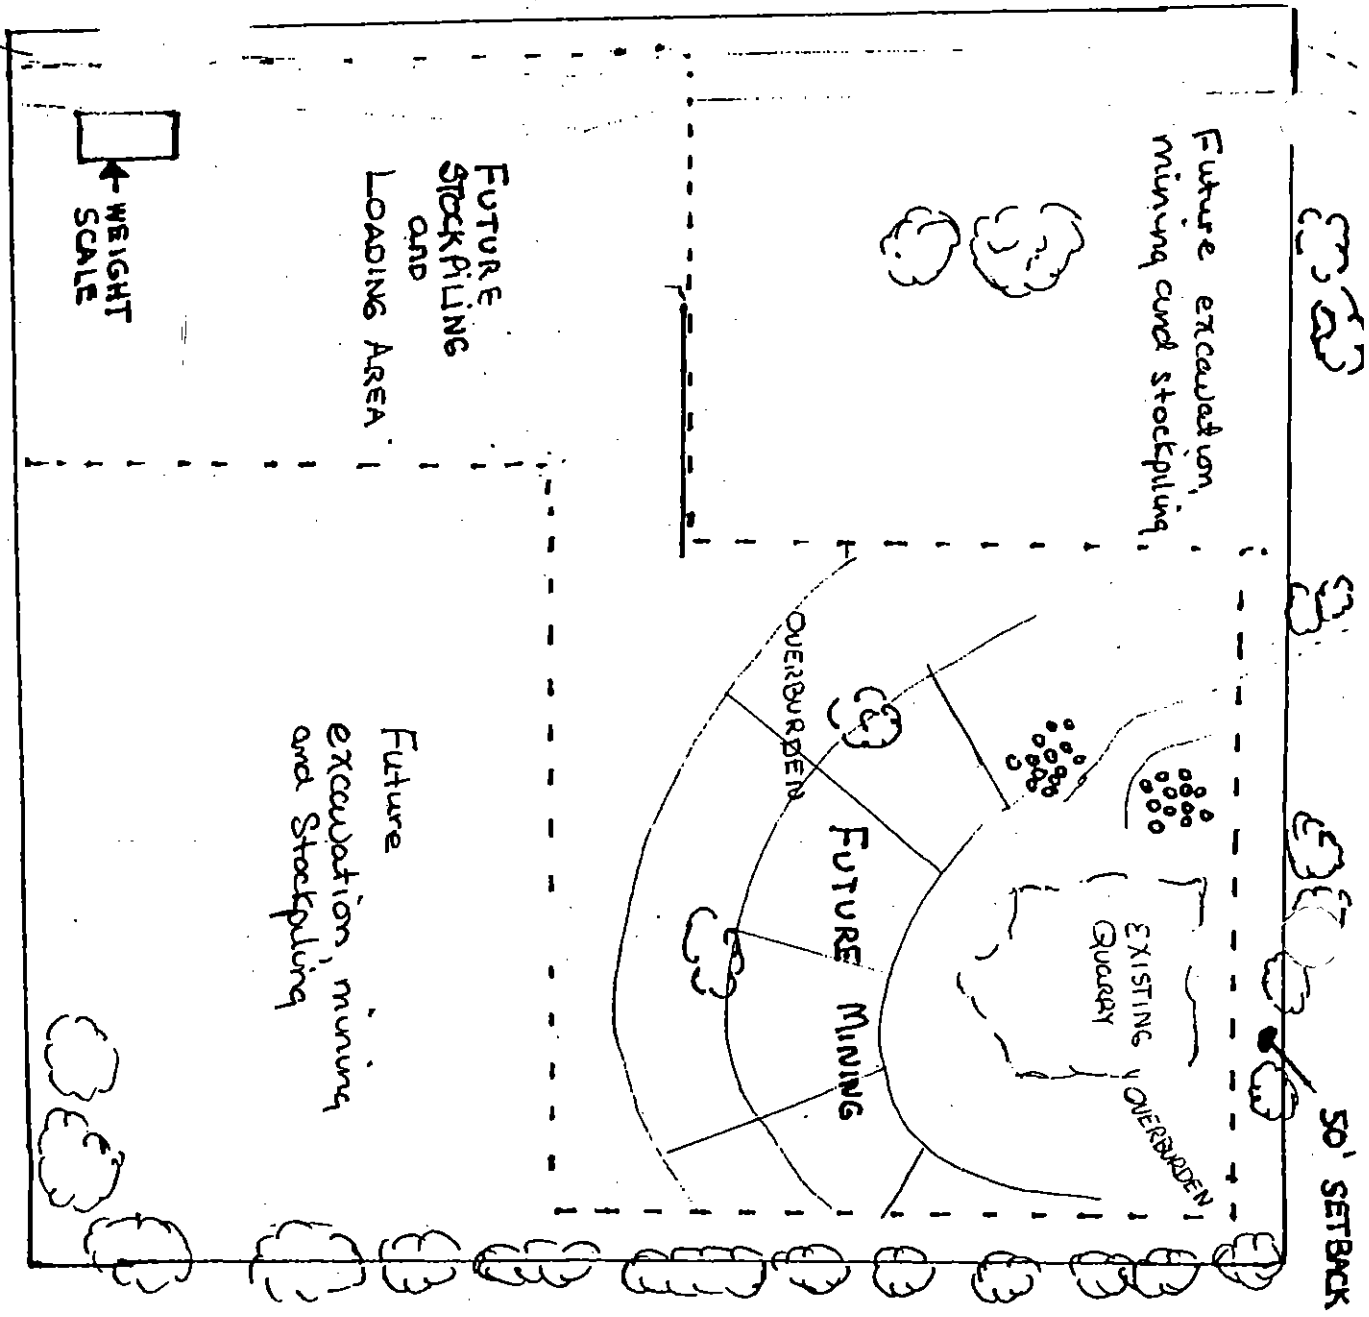 50' SETBACK
Future excavation,
mining and stockpiling
EXISTING
QUARRY
OVERBURDEN
FUTURE MINING
OVERBURDEN
FUTURE
STOCKPILING
AND
LOADING AREA
Future
excavation, mining
and Stockpiling
WEIGHT
SCALE